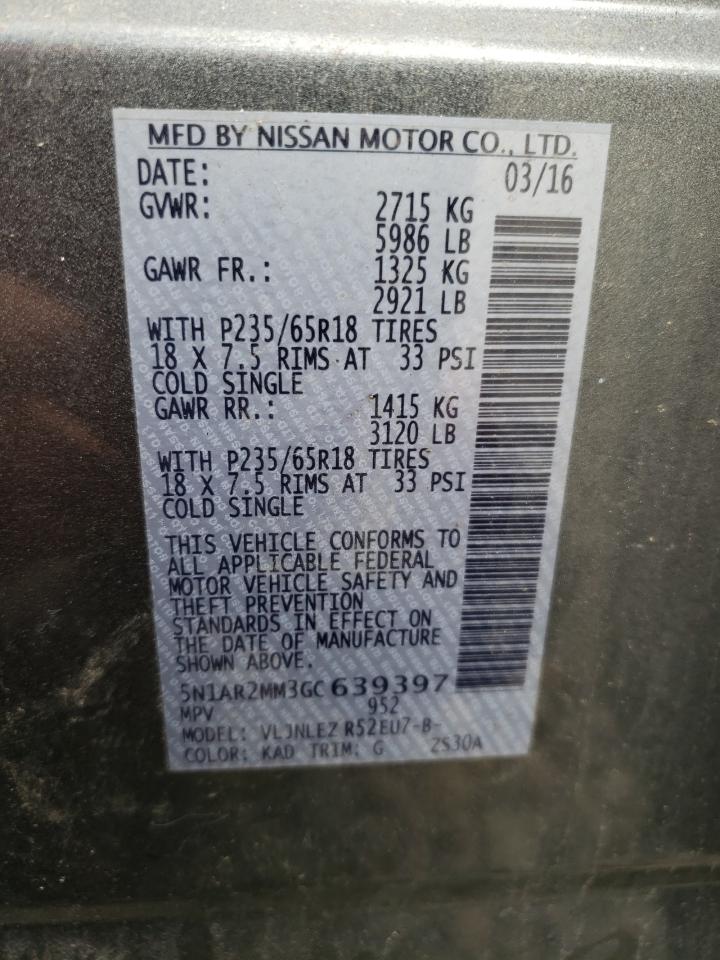 MFD BY NISSAN MOTOR CO., LTD.
DATE: 03/16
GVWR: 2715 KG
5986 LB
GAWR FR.: 1325 KG
2921 LB
WITH P235/65R18 TIRES
18 X 7.5 RIMS AT 33 PSI
COLD SINGLE
GAWR RR.: 1415 KG
3120 LB
WITH P235/65R18 TIRES
18 X 7.5 RIMS AT 33 PSI
COLD SINGLE
THIS VEHICLE CONFORMS TO
ALL APPLICABLE FEDERAL
MOTOR VEHICLE SAFETY AND
THEFT PREVENTION
STANDARDS IN EFFECT ON
THE DATE OF MANUFACTURE
SHOWN ABOVE.
5N1AR2MM3GC 639397
MPV 952
MODEL: VLJNLEZ R52EU7-B-
COLOR: KAD TRIM: G 2S30A